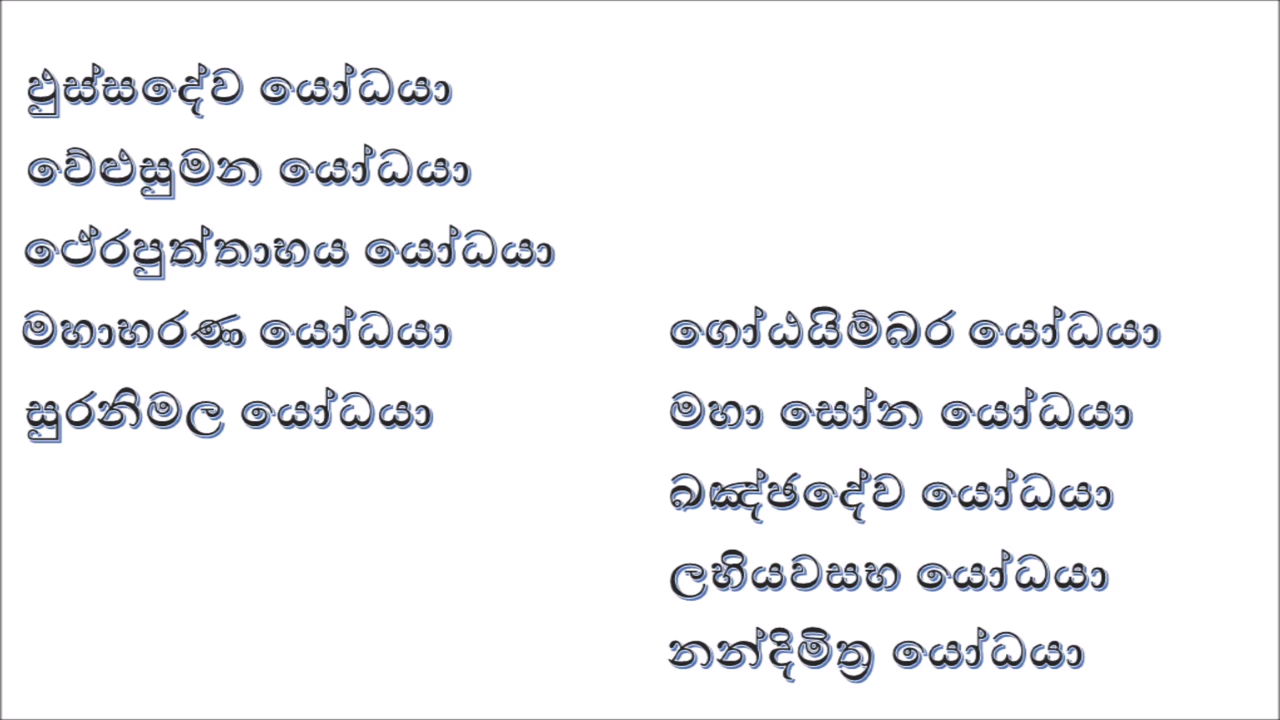 ඵුස්සදේව යෝධයා
වේළුසුමන යෝධයා
ථේරපුත්තාභය යෝධයා
මහාභරණ යෝධයා
සුරනිමල යෝධයා
ගෝඨයිම්බර යෝධයා
මහා සෝන යෝධයා
ඛඤ්ඡදේව යෝධයා
ලභියවසභ යෝධයා
නන්දිමිත්‍ර යෝධයා